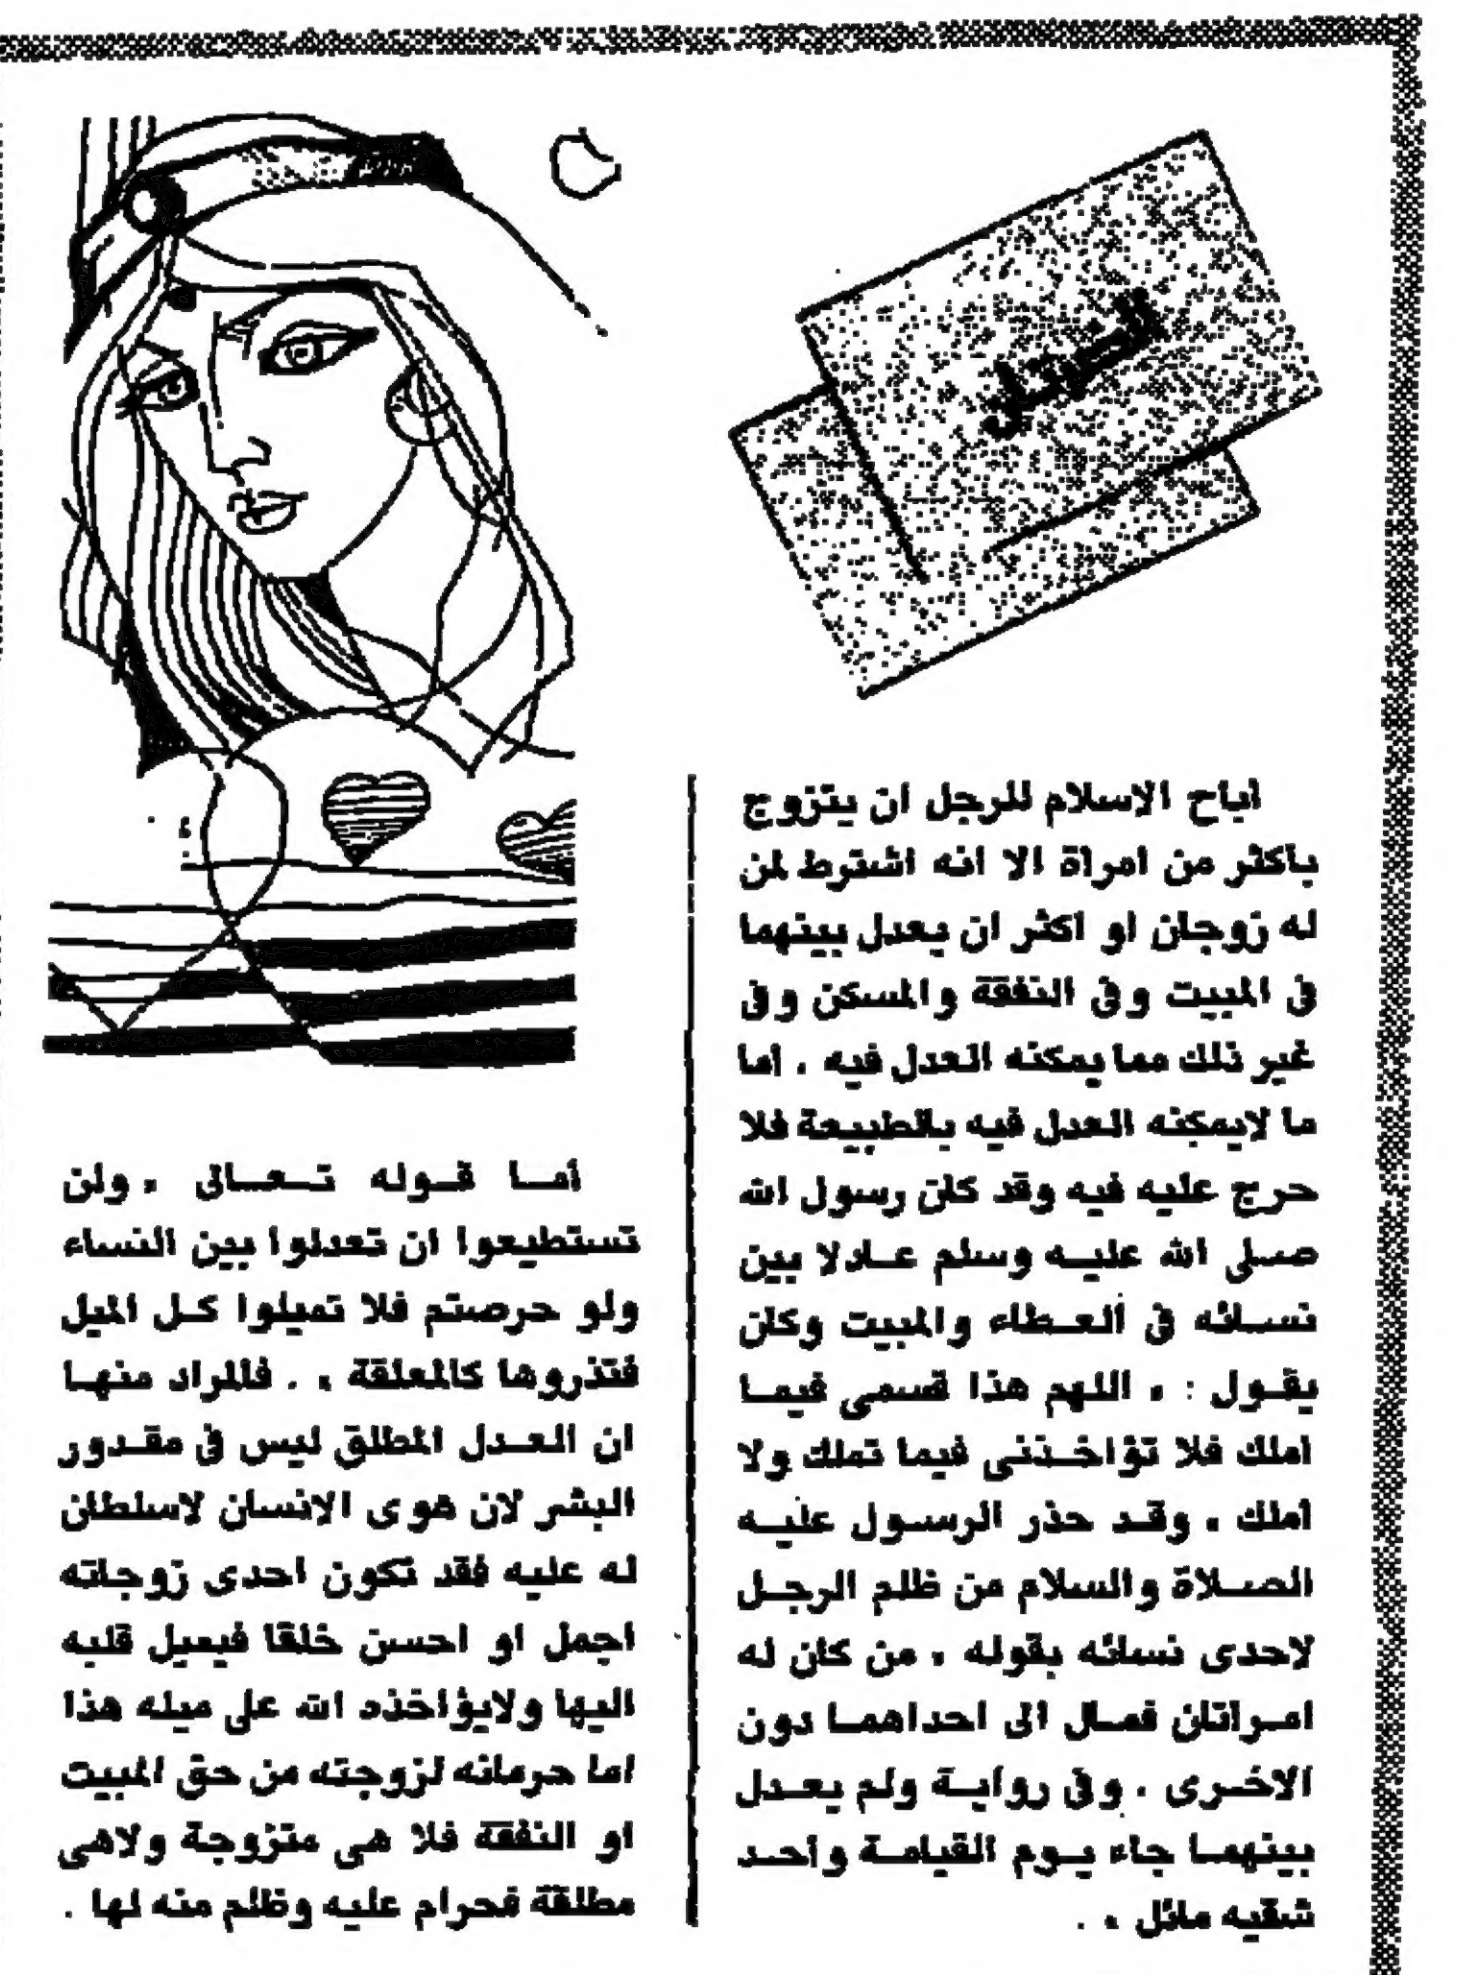 اباح الاسلام للرجل ان يتزوج
بأكثر من امراة الا انه اشترط لمن
له زوجان او اكثر ان يعدل بينهما
في المبيت وفي النفقة والمسكن وفي
غير ذلك مما يمكنه العدل فيه . اما
ما لايمكنه العدل فيه بالطبيعة فلا
حرج عليه فيه وقد كان رسول الله
صلى الله عليه وسلم عادلا بين
نسائه في العطاء والمبيت وكان
يقول : « اللهم هذا قسمى فيما
املك فلا تؤاخذنى فيما تملك ولا
أملك » وقد حذر الرسول عليه
الصلاة والسلام من ظلم الرجل
لاحدى نسائه بقوله « من كان له
امراتان فمال الى احداهما دون
الاخرى . وفي رواية ولم يعدل
بينهما جاء يوم القيامة وأحد
شقيه مائل » .
أما قوله تعالى « ولن
تستطيعوا ان تعدلوا بين النساء
ولو حرصتم فلا تميلوا كل الميل
فتذروها كالمعلقة » . فالمراد منها
ان العدل المطلق ليس في مقدور
البشر لان هوى الانسان لاسلطان
له عليه فقد تكون احدى زوجاته
اجمل او احسن خلقا فيميل قلبه
اليها ولايؤاخذه الله على ميله هذا
اما حرمانه لزوجته من حق المبيت
او النفقة فلا هى متزوجة ولاهى
مطلقة فحرام عليه وظلم منه لها .